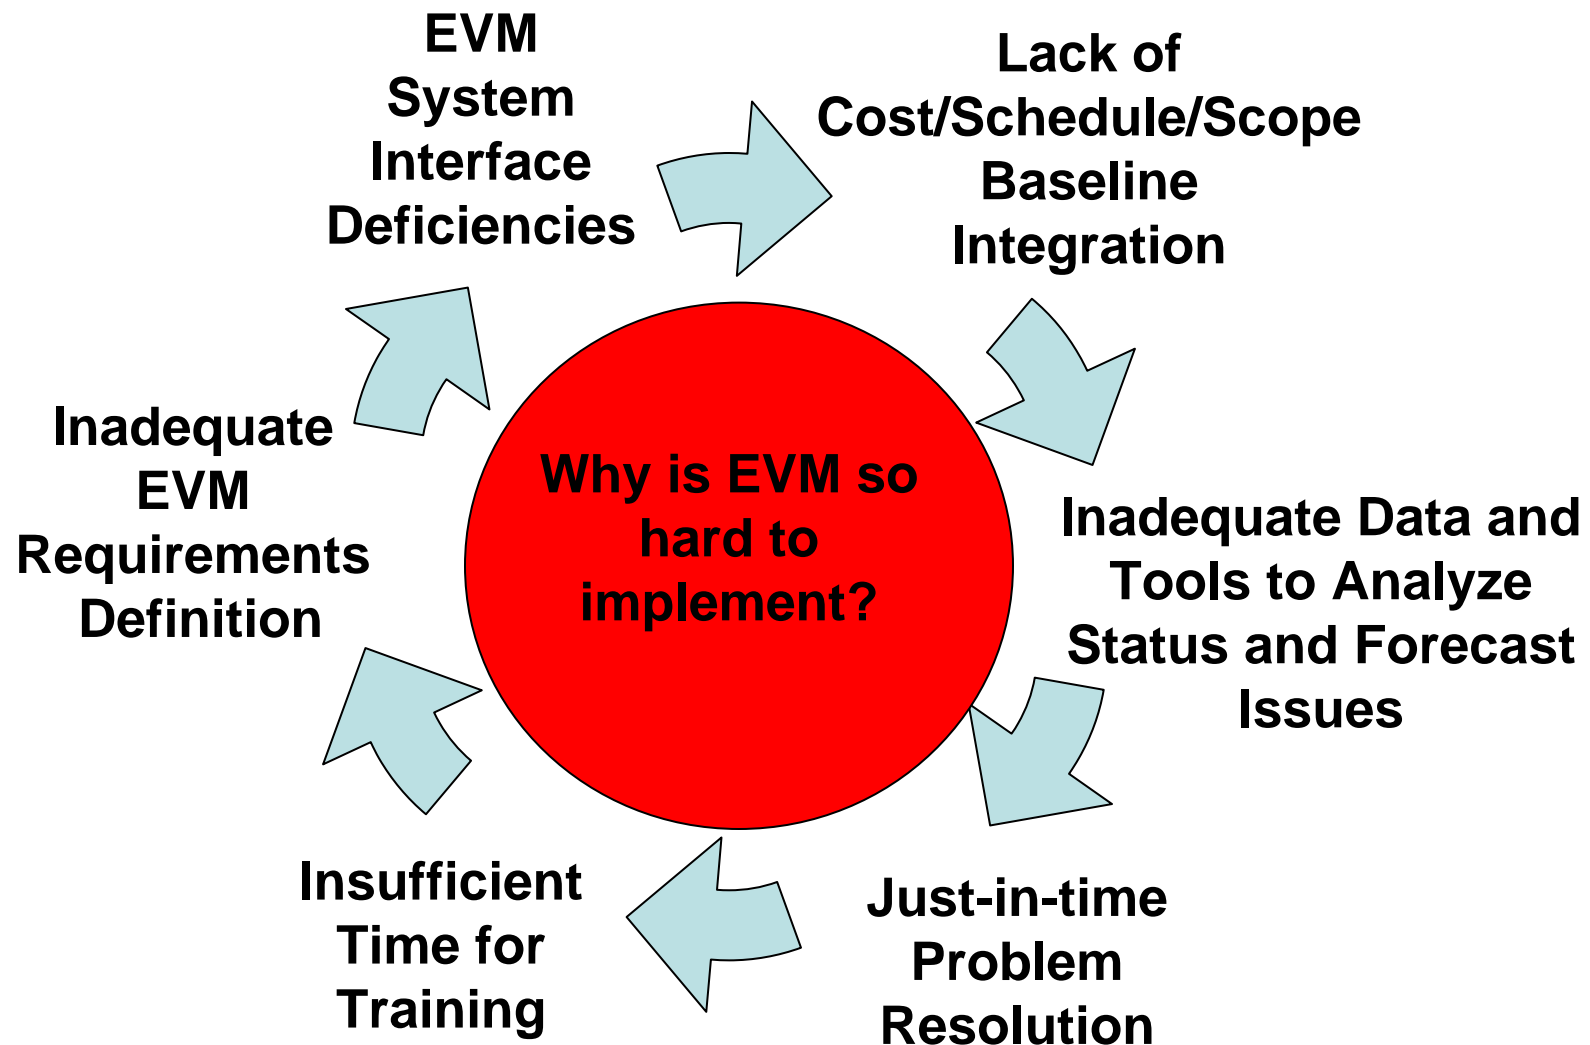 EVM
System
Interface
Deficiencies
Lack of
Cost/Schedule/Scope
Baseline
Integration
Inadequate Data and
Tools to Analyze
Status and Forecast
Issues
Just-in-time
Problem
Resolution
Insufficient
Time for
Training
Inadequate
EVM
Requirements
Definition
Why is EVM so
hard to
implement?